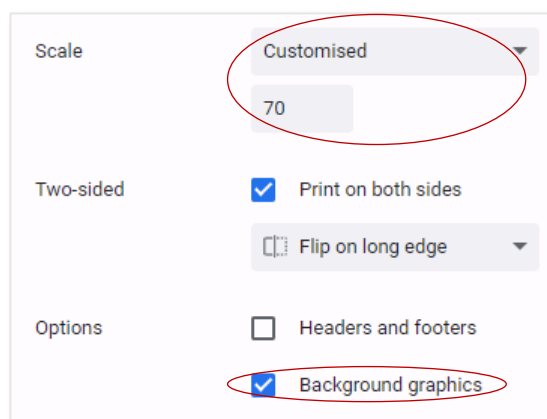 Scale Customised
70
Two-sided Print on both sides
Flip on long edge
Options Headers and footers
Background graphics